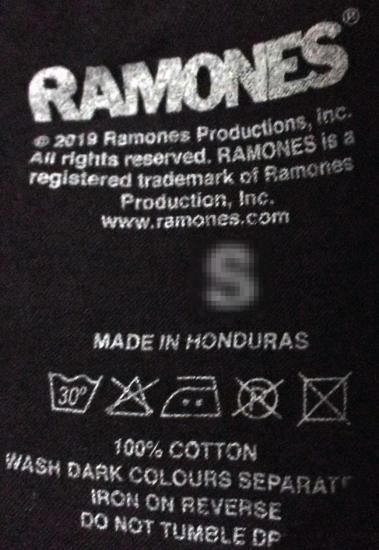 RAMONES®
© 2019 Ramones Productions, Inc.
All rights reserved. RAMONES is a
registered trademark of Ramones
Production, Inc.
www.ramones.com
S
MADE IN HONDURAS
30°
100% COTTON
WASH DARK COLOURS SEPARATE
IRON ON REVERSE
DO NOT TUMBLE